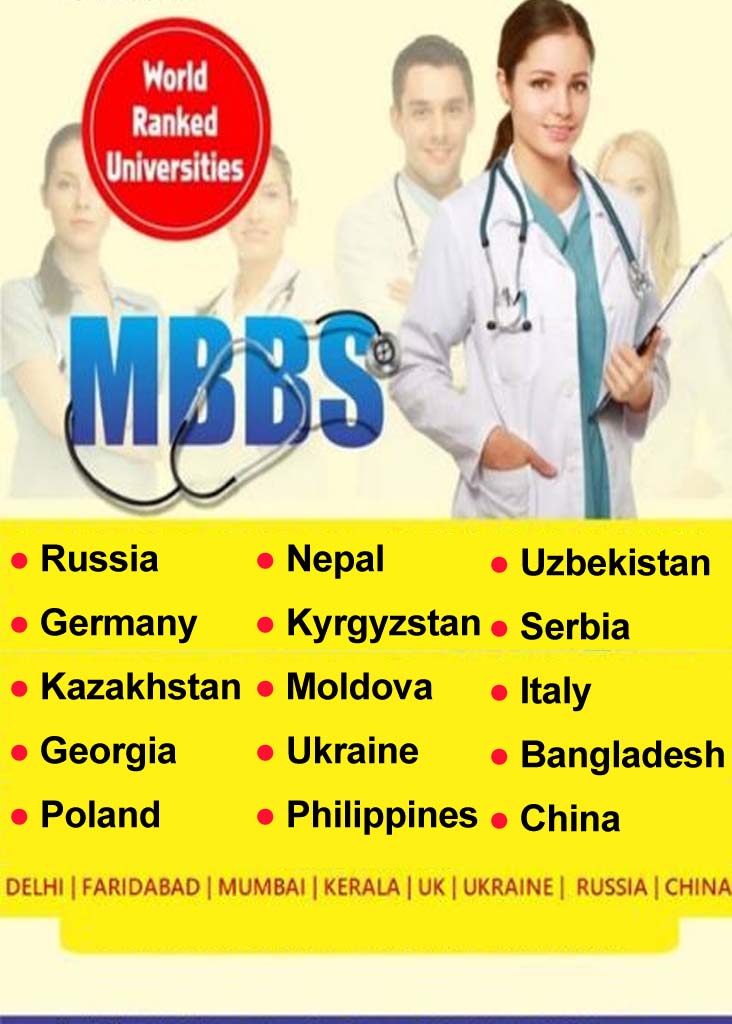 World
Ranked
Universities
MBBS
● Russia
● Germany
● Kazakhstan
● Georgia
● Poland
● Nepal
● Kyrgyzstan
● Moldova
● Ukraine
● Philippines
● Uzbekistan
● Serbia
● Italy
● Bangladesh
● China
DELHI | FARIDABAD | MUMBAI | KERALA | UK | UKRAINE | RUSSIA | CHINA